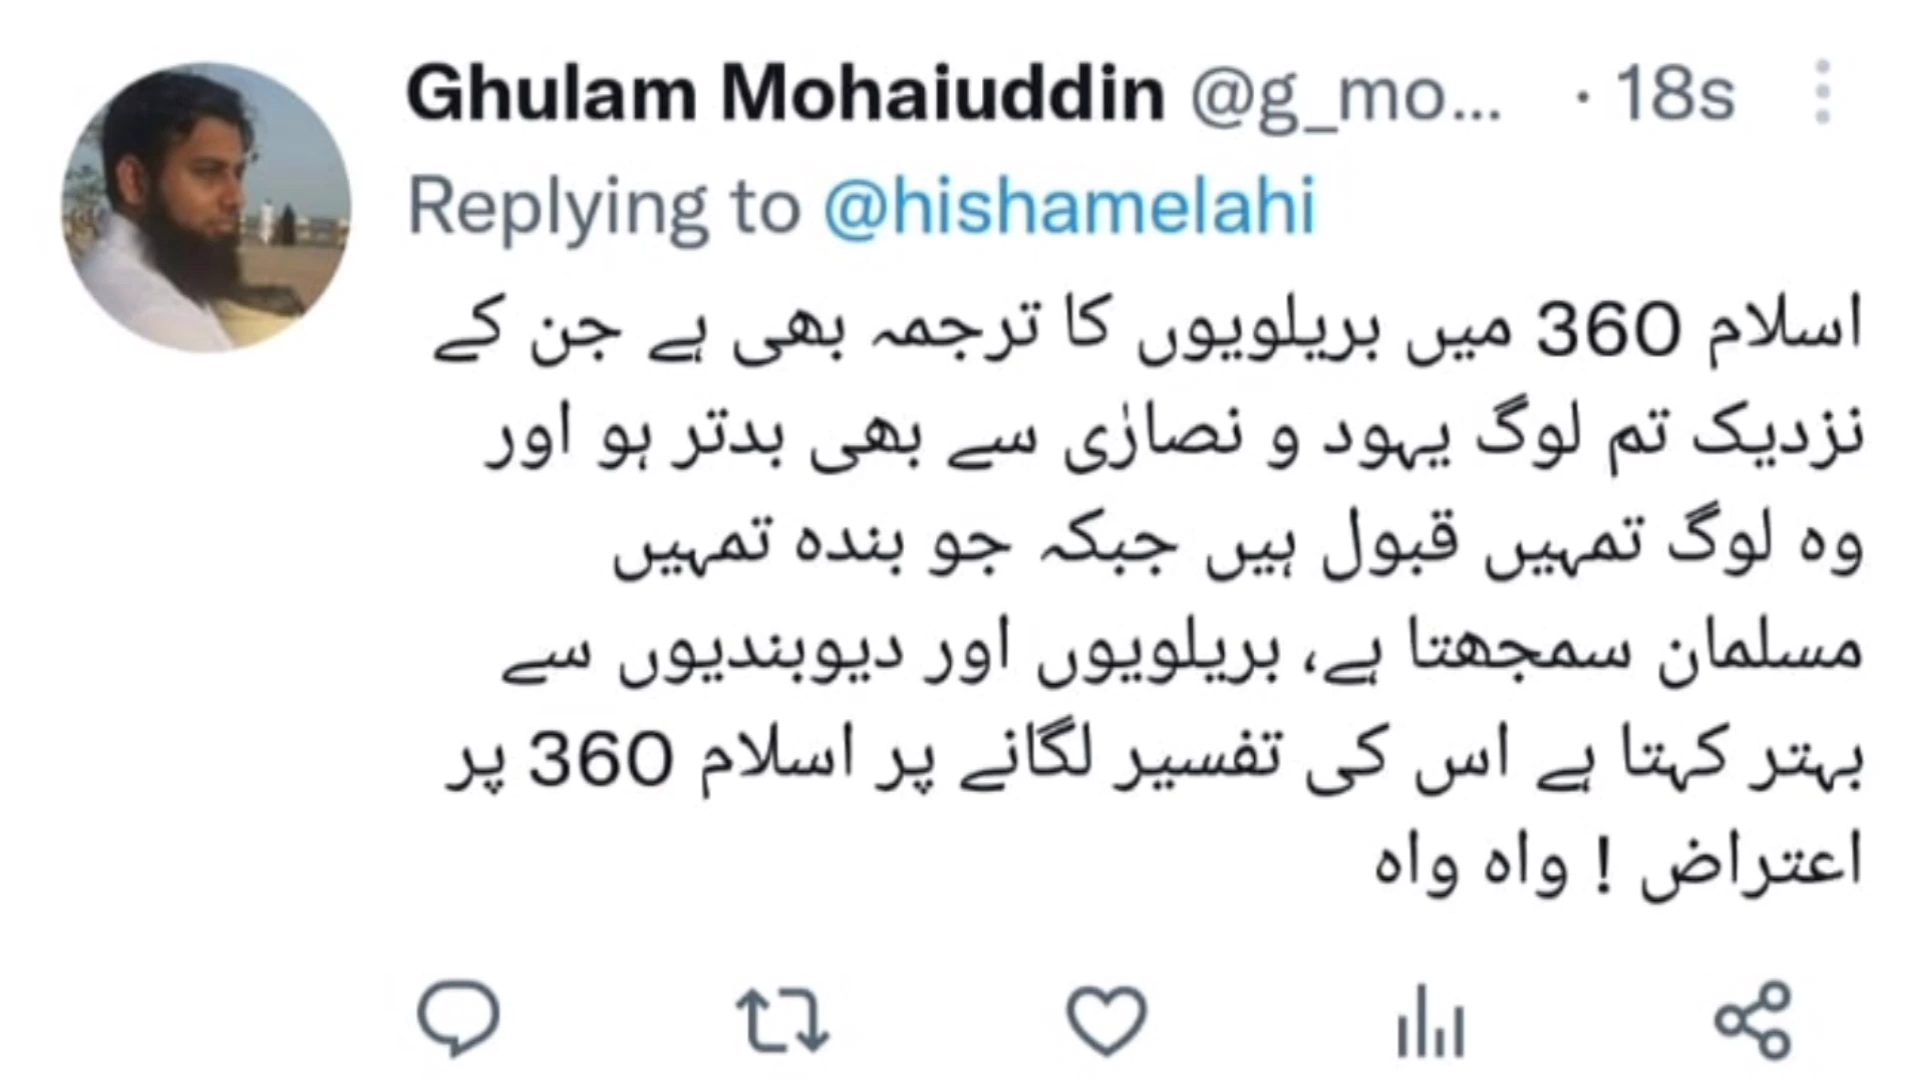 Ghulam Mohaiuddin @g_mo... · 18s
Replying to @hishamelahi
اسلام 360 میں بریلویوں کا ترجمہ بھی ہے جن کے
نزدیک تم لوگ یہود و نصارٰی سے بھی بدتر ہو اور
وہ لوگ تمہیں قبول ہیں جبکہ جو بندہ تمہیں
مسلمان سمجھتا ہے، بریلویوں اور دیوبندیوں سے
بہتر کہتا ہے اس کی تفسیر لگانے پر اسلام 360 پر
اعتراض ! واہ واہ